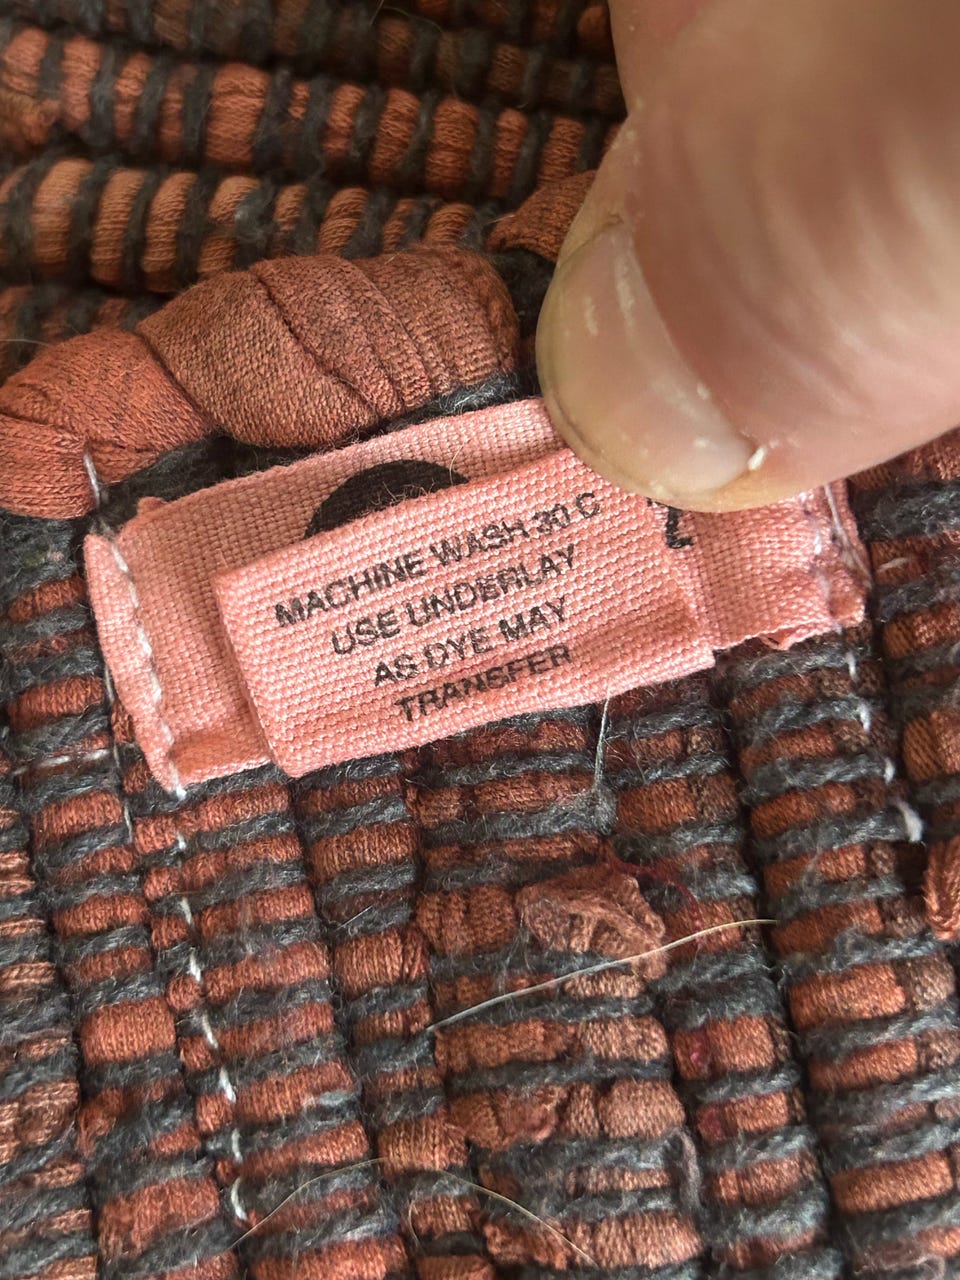 MACHINE WASH 30 C
USE UNDERLAY
AS DYE MAY
TRANSFER